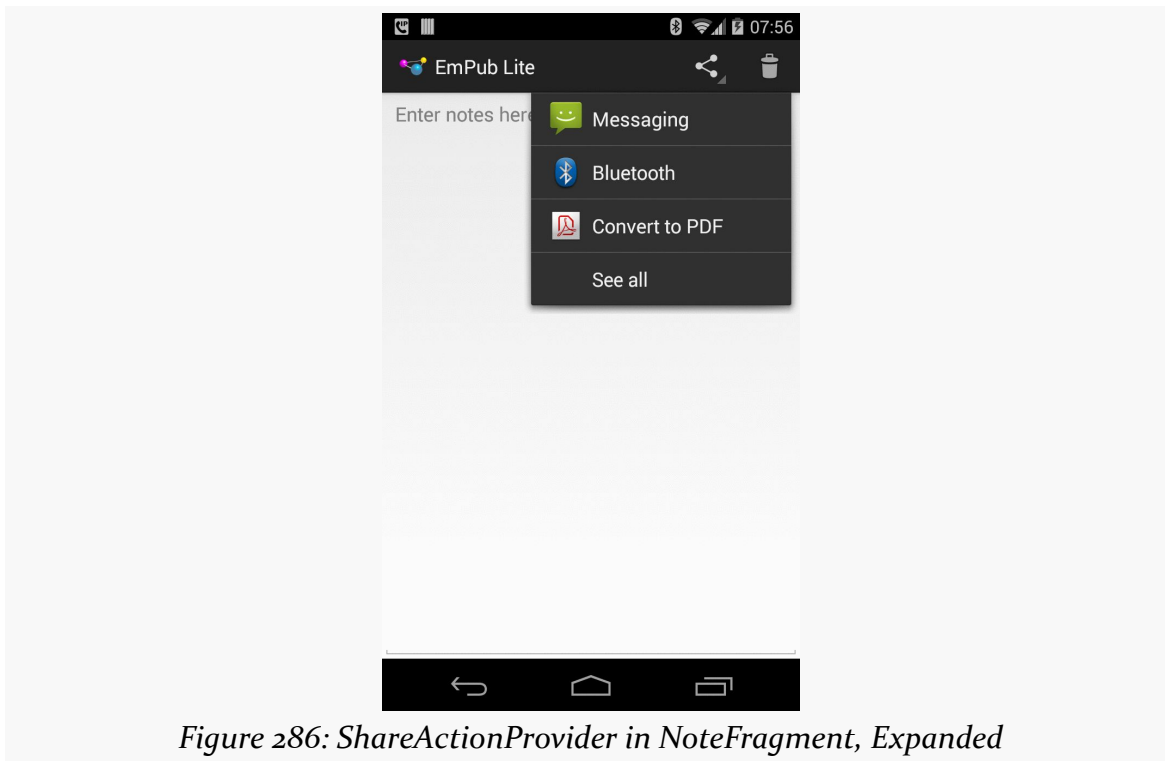 07:56
EmPub Lite
Enter notes here
Messaging
Bluetooth
Convert to PDF
See all
Figure 286: ShareActionProvider in NoteFragment, Expanded